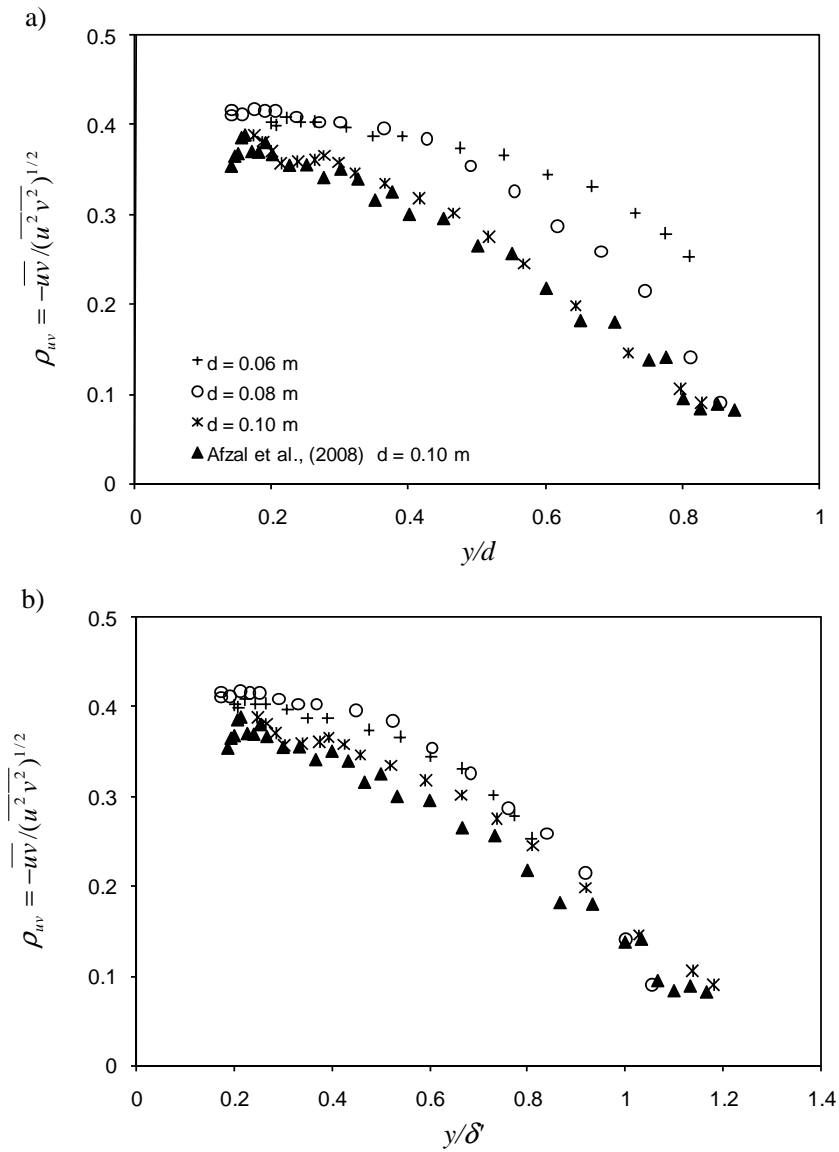 a)
0.5
0.4
0.3
0.2
0.1
0
ρuv = −uv/(u² v²)¹/²
+ d = 0.06 m
○ d = 0.08 m
✳ d = 0.10 m
▲ Afzal et al., (2008) d = 0.10 m
0 0.2 0.4 0.6 0.8 1
y/d
b)
0.5
0.4
0.3
0.2
0.1
0
ρuv = −uv/(u² v²)¹/²
0 0.2 0.4 0.6 0.8 1 1.2 1.4
y/δ'